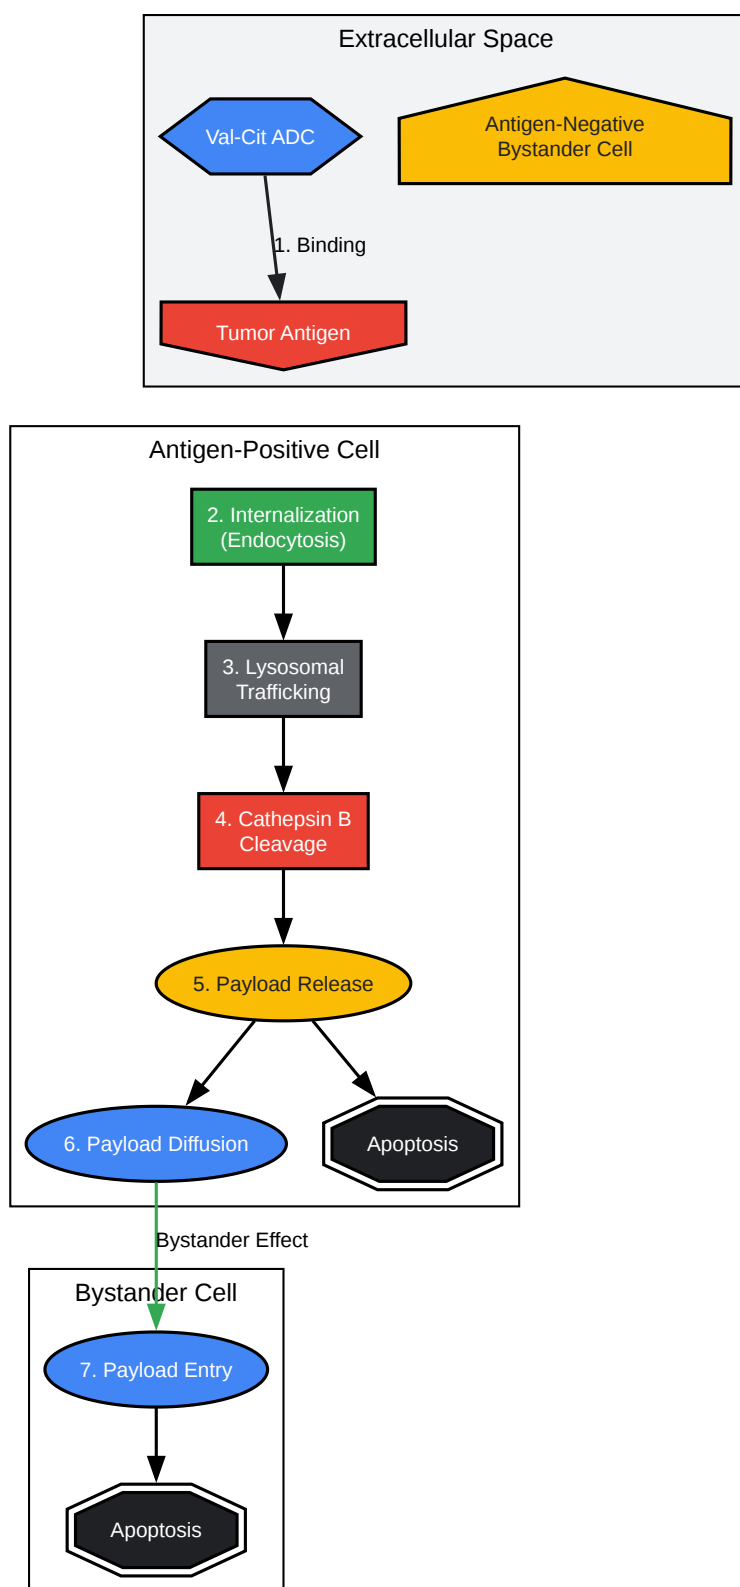 Extracellular Space
Val-Cit ADC
Antigen-Negative
Bystander Cell
1. Binding
Tumor Antigen
Antigen-Positive Cell
2. Internalization
(Endocytosis)
3. Lysosomal
Trafficking
4. Cathepsin B
Cleavage
5. Payload Release
6. Payload Diffusion
Apoptosis
Bystander Effect
Bystander Cell
7. Payload Entry
Apoptosis